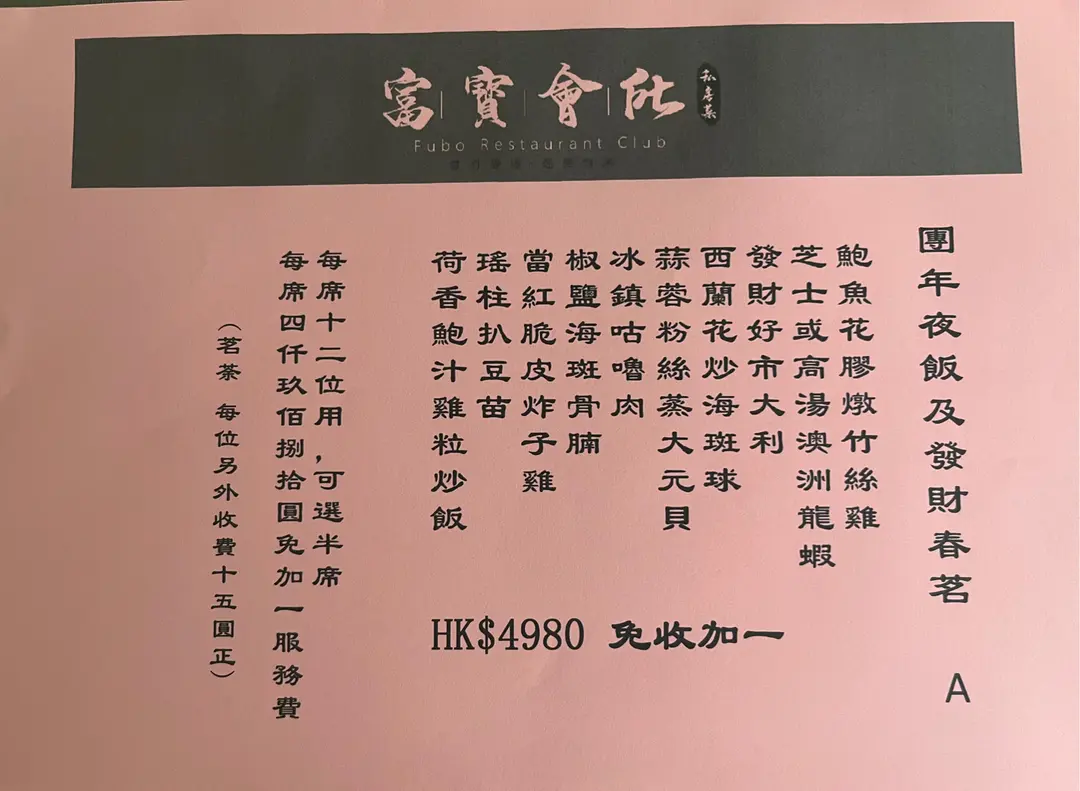 富寶會所
私房菜
Fubo Restaurant Club
團年夜飯及發財春茗
A
鮑魚花膠燉竹絲雞
芝士或高湯澳洲龍蝦
發財好市大利
西蘭花炒海斑球
蒜蓉粉絲蒸大元貝
冰鎮咕嚕肉
椒鹽海斑骨腩
當紅脆皮炸子雞
瑤柱扒豆苗
荷香鮑汁雞粒炒飯
HK$4980 免收加一
每席十二位用，可選半席
每席四仟玖佰捌拾圓免加一服務費
（茗茶 每位另外收費十五圓正）